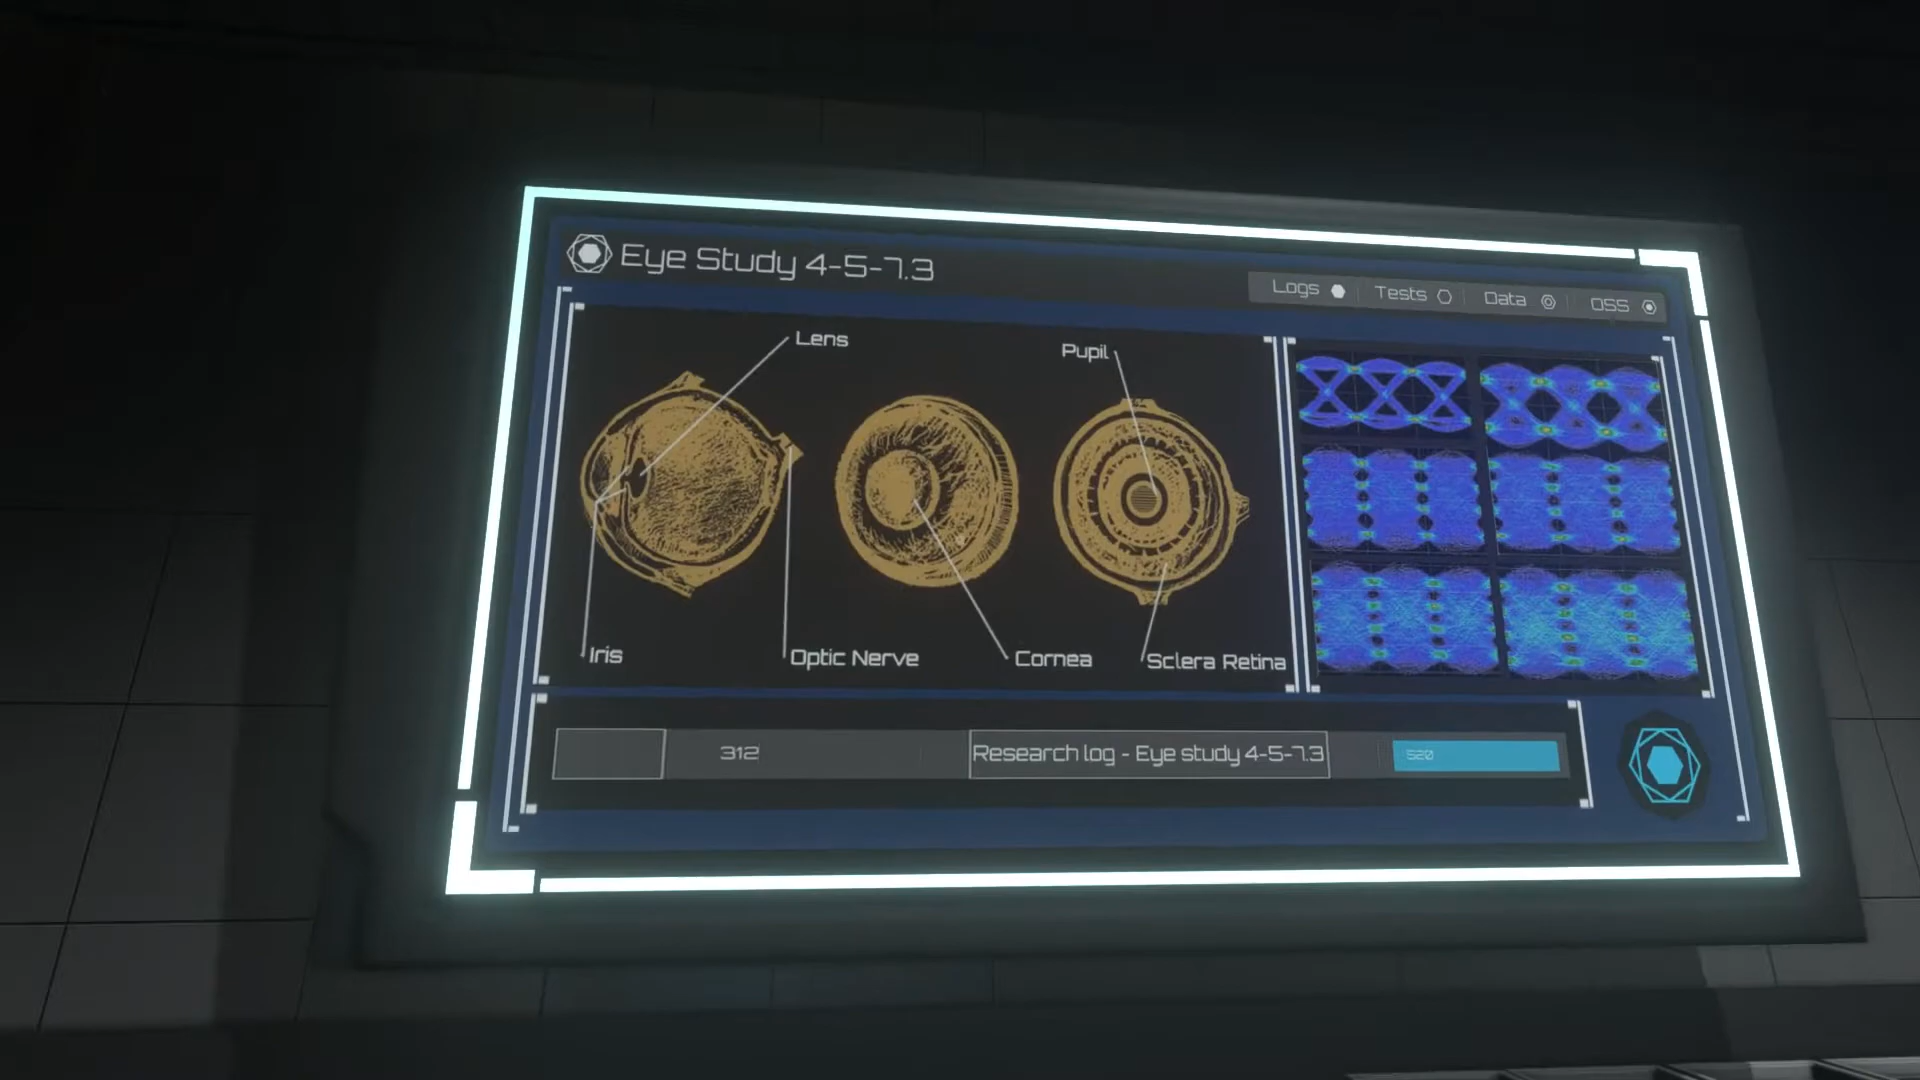 Eye Study 4-5-7.3
Logs
Tests
Data
OSS
Lens
Pupil
Iris
Optic Nerve
Cornea
Sclera Retina
312
Research log - Eye study 4-5-7.3
520